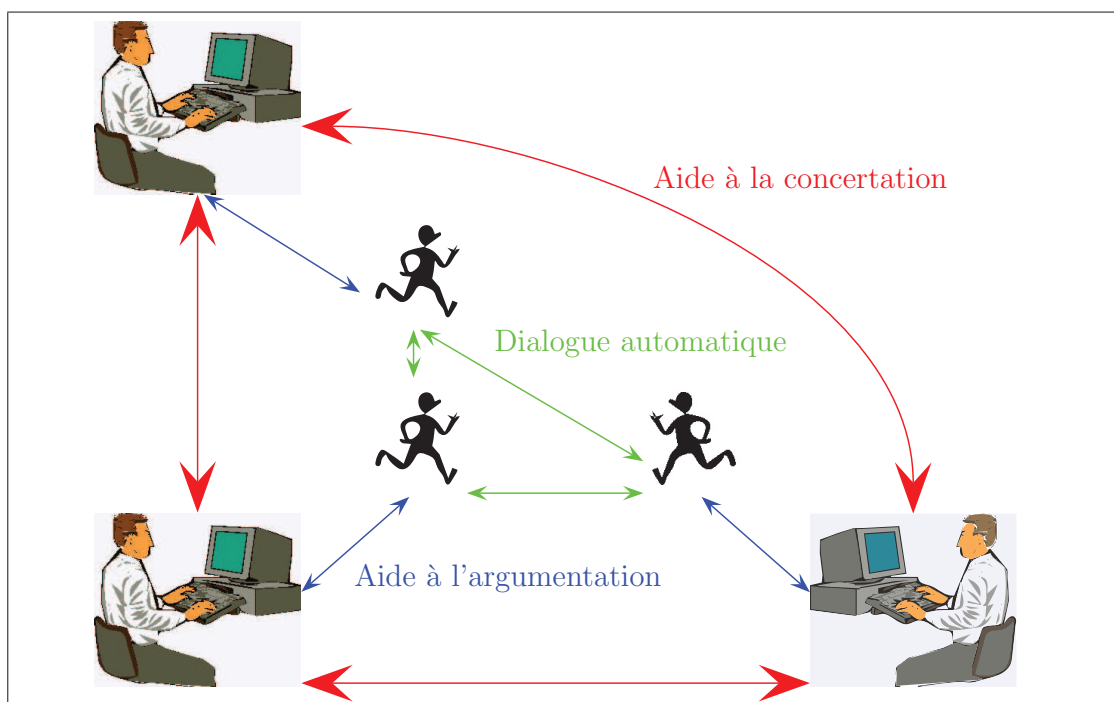 Aide à la concertation
Dialogue automatique
Aide à l'argumentation